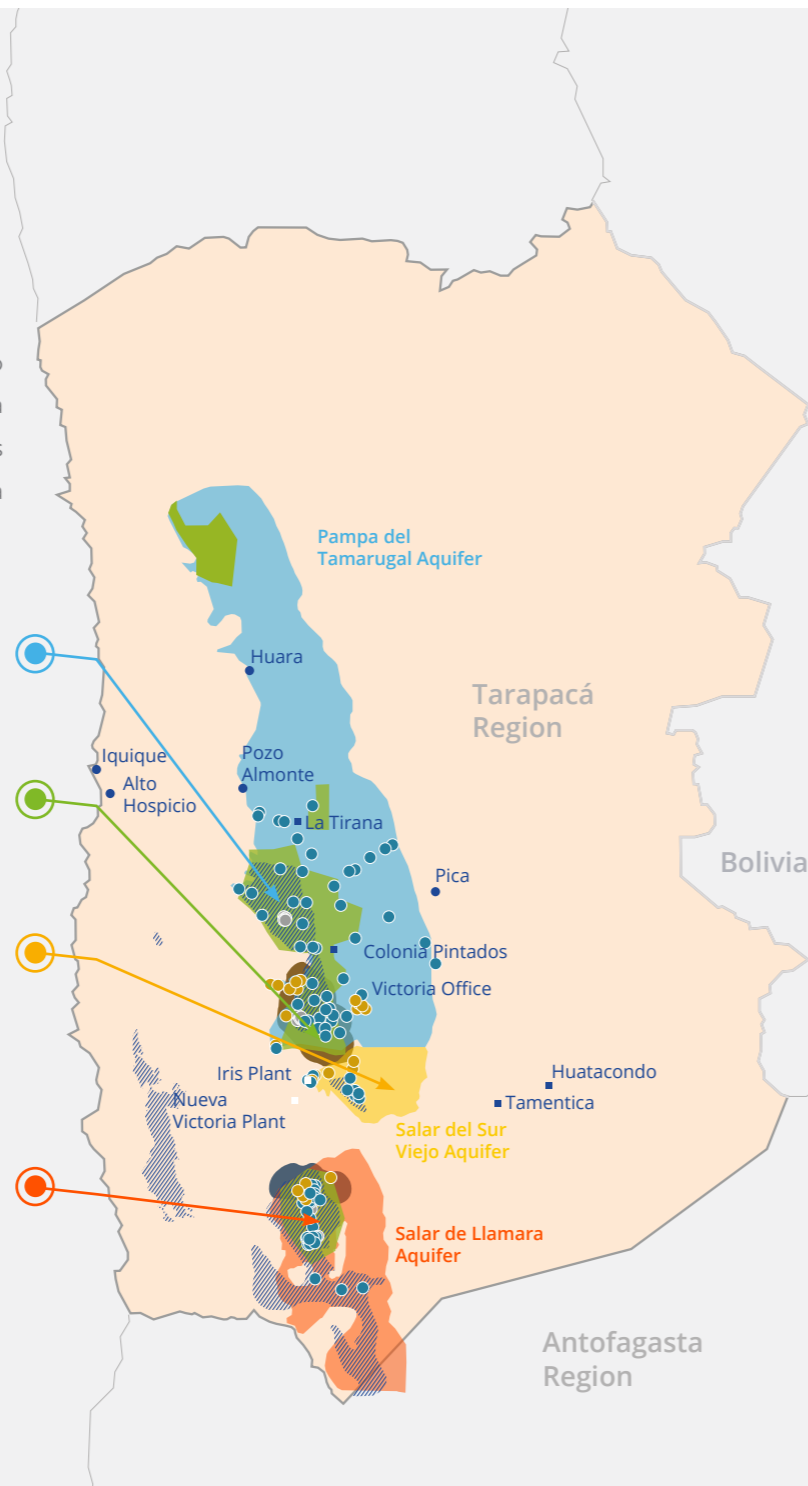 Pampa del
Tamarugal Aquifer
Huara
Tarapacá
Region
Iquique
Alto
Hospicio
Pozo
Almonte
La Tirana
Bolivia
Pica
Colonia Pintados
Victoria Office
Iris Plant
Huatacondo
Tamentica
Nueva
Victoria Plant
Salar del Sur
Viejo Aquifer
Salar de Llamara
Aquifer
Antofagasta
Region